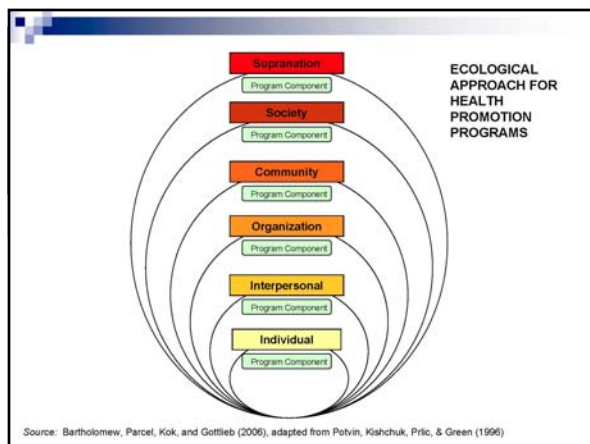 Supranation
Program Component
ECOLOGICAL
APPROACH FOR
HEALTH
PROMOTION
PROGRAMS
Society
Program Component
Community
Program Component
Organization
Program Component
Interpersonal
Program Component
Individual
Program Component
Source: Bartholomew, Parcel, Kok, and Gottlieb (2006), adapted from Potvin, Kishchuk, Prlic, & Green (1996)